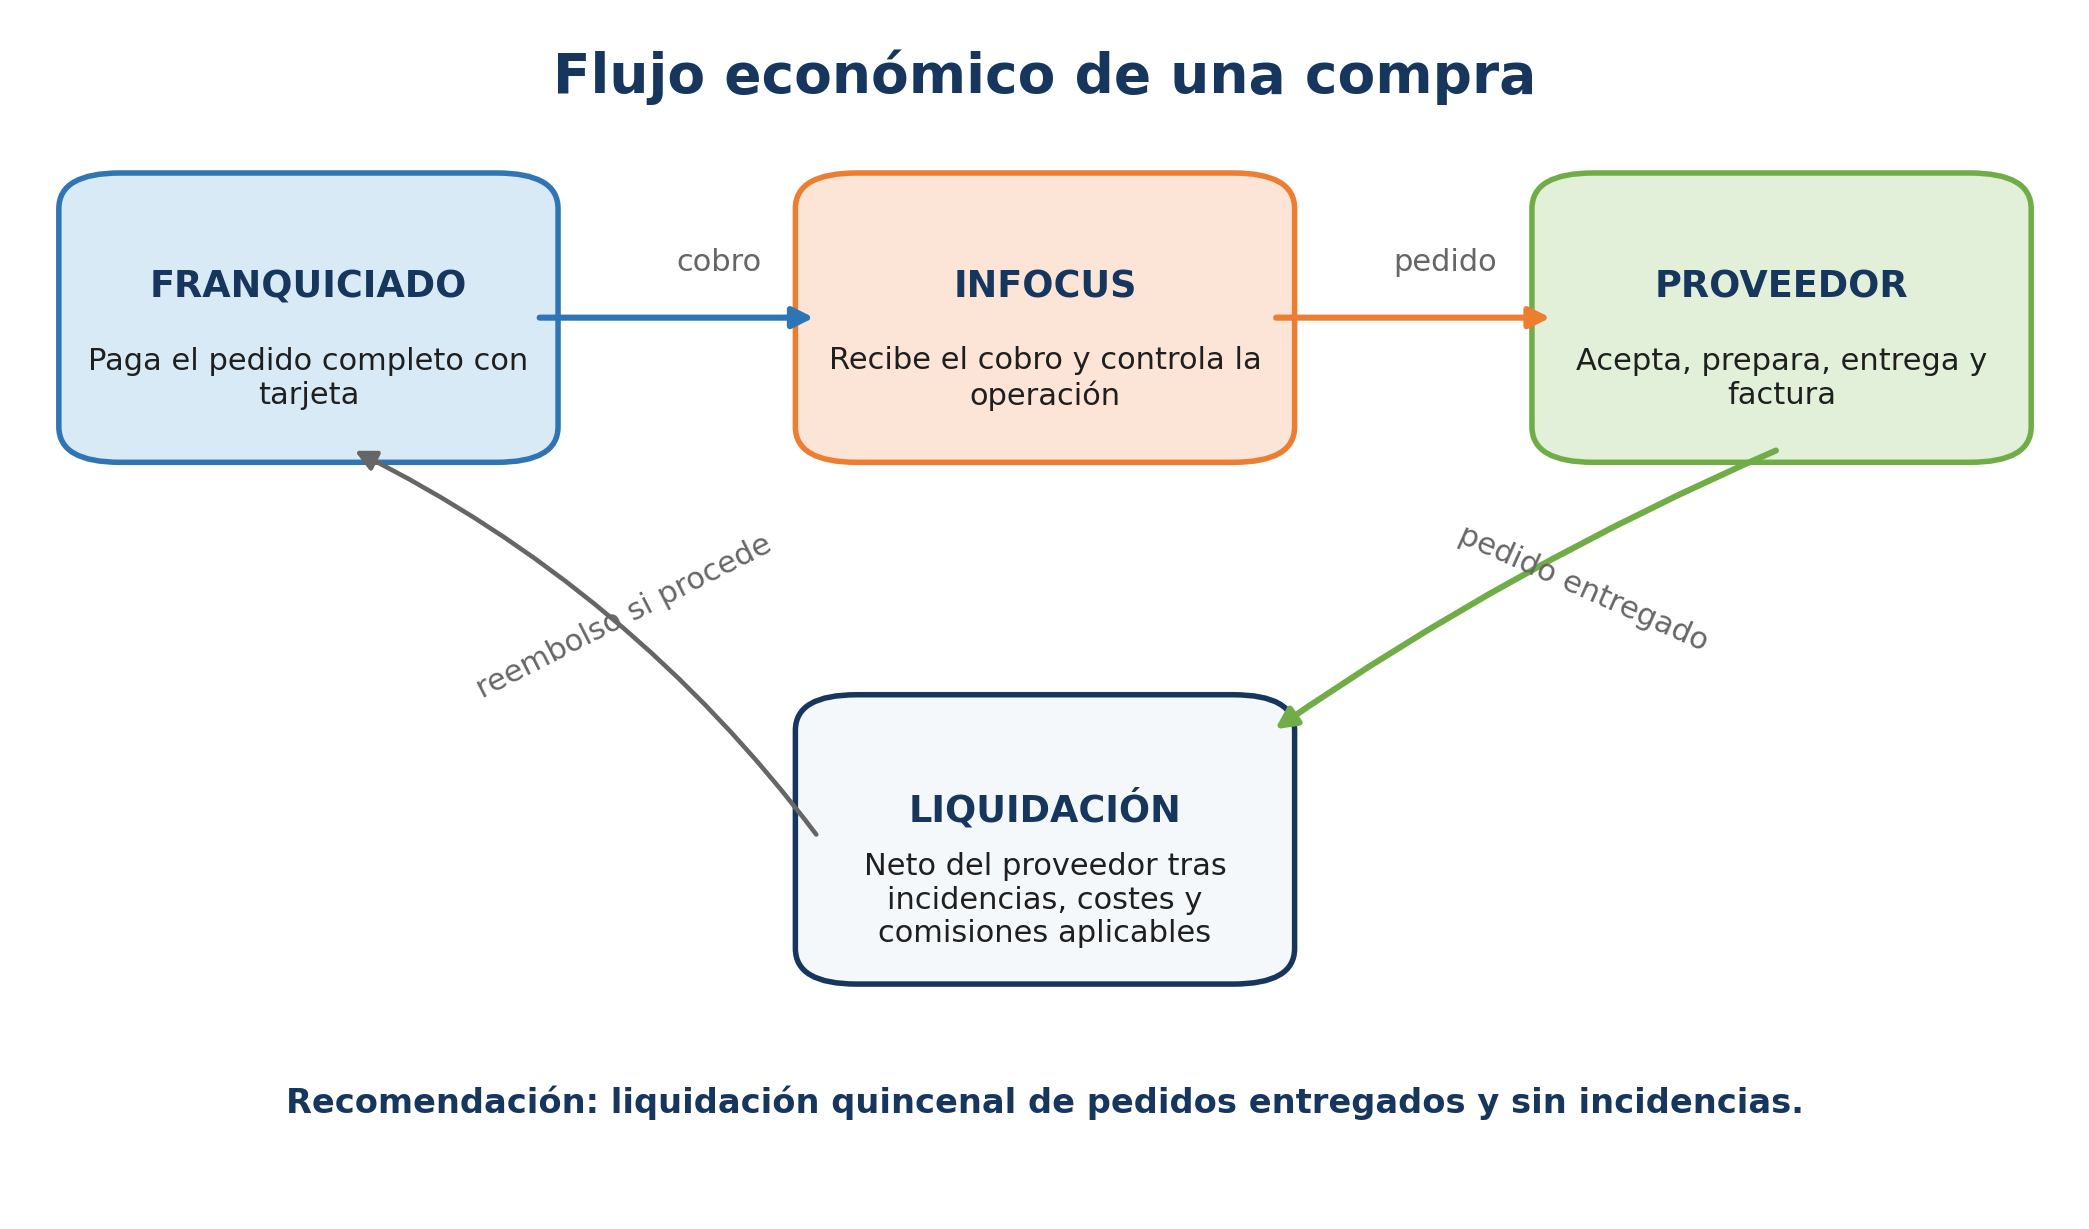 Flujo económico de una compra
FRANQUICIADO
Paga el pedido completo con
tarjeta
cobro
INFOCUS
Recibe el cobro y controla la
operación
pedido
PROVEEDOR
Acepta, prepara, entrega y
factura
reembolso si procede
pedido entregado
LIQUIDACIÓN
Neto del proveedor tras
incidencias, costes y
comisiones aplicables
Recomendación: liquidación quincenal de pedidos entregados y sin incidencias.